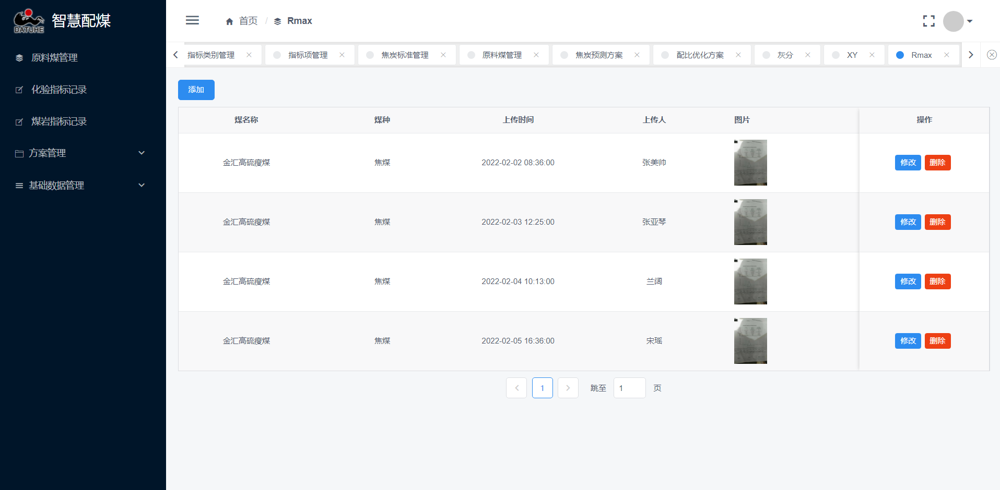 DATUHE
智慧配煤
原料煤管理
化验指标记录
煤岩指标记录
方案管理
基础数据管理
首页 / Rmax
指标类别管理 指标项管理 焦炭标准管理 原料煤管理 焦炭预测方案 配比优化方案 灰分 XY Rmax
添加
煤名称 煤种 上传时间 上传人 图片 操作
金汇高硫瘦煤 焦煤 2022-02-02 08:36:00 张美帅 修改 删除
金汇高硫瘦煤 焦煤 2022-02-03 12:25:00 张亚琴 修改 删除
金汇高硫瘦煤 焦煤 2022-02-04 10:13:00 兰阔 修改 删除
金汇高硫瘦煤 焦煤 2022-02-05 16:36:00 宋瑶 修改 删除
1 跳至 1 页